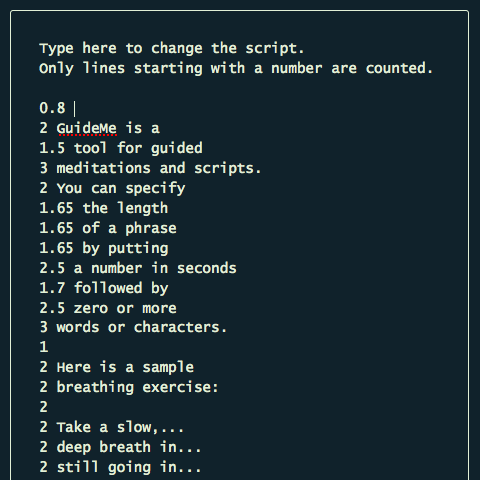 Type here to change the script.
Only lines starting with a number are counted.
0.8
2 GuideMe is a
1.5 tool for guided
3 meditations and scripts.
2 You can specify
1.65 the length
1.65 of a phrase
1.65 by putting
2.5 a number in seconds
1.7 followed by
2.5 zero or more
3 words or characters.
1
2 Here is a sample
2 breathing exercise:
2
2 Take a slow,...
2 deep breath in...
2 still going in...